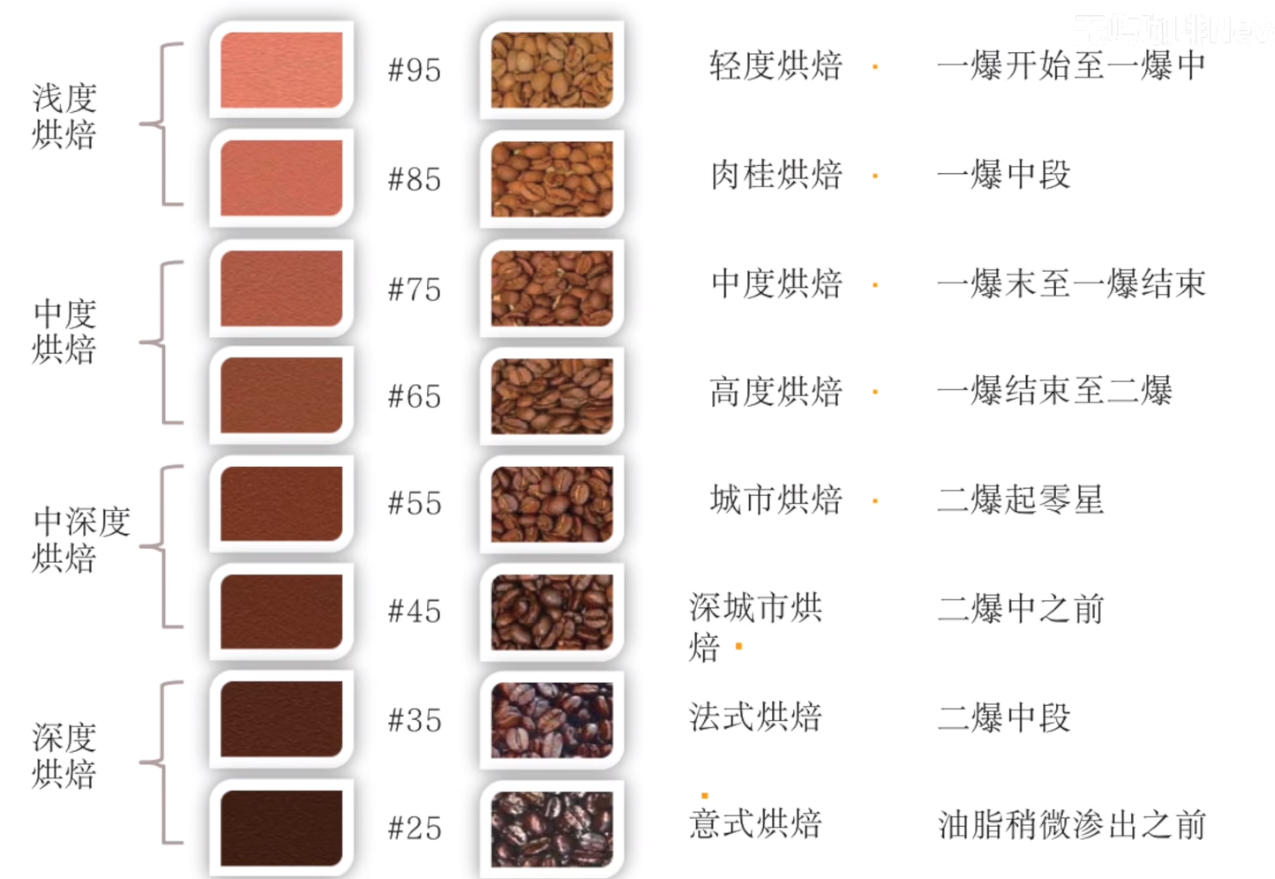 浅度
烘焙
#95
轻度烘焙
一爆开始至一爆中
#85
肉桂烘焙
一爆中段
中度
烘焙
#75
中度烘焙
一爆末至一爆结束
#65
高度烘焙
一爆结束至二爆
中深度
烘焙
#55
城市烘焙
二爆起零星
#45
深城市烘
焙
二爆中之前
深度
烘焙
#35
法式烘焙
二爆中段
#25
意式烘焙
油脂稍微渗出之前